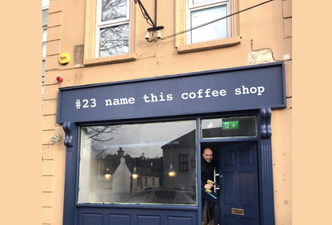 #23 name this coffee shop